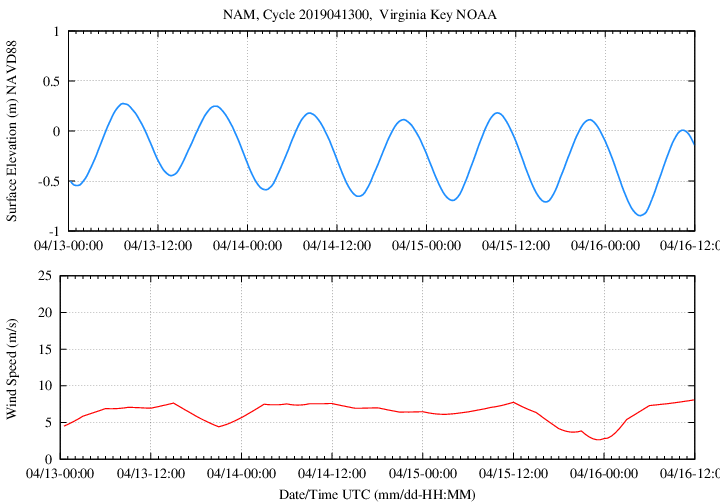 NAM, Cycle 2019041300,  Virginia Key NOAA
Surface Elevation (m) NAVD88
1
0.5
0
-0.5
-1
04/13-00:00 04/13-12:00 04/14-00:00 04/14-12:00 04/15-00:00 04/15-12:00 04/16-00:00 04/16-12:0
Wind Speed (m/s)
25
20
15
10
5
0
04/13-00:00 04/13-12:00 04/14-00:00 04/14-12:00 04/15-00:00 04/15-12:00 04/16-00:00 04/16-12:0
Date/Time UTC (mm/dd-HH:MM)